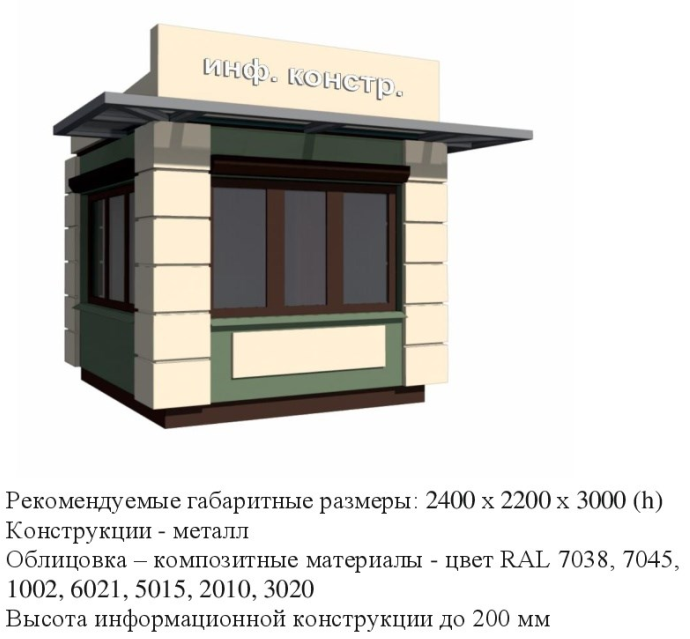 инф. констр.
Рекомендуемые габаритные размеры: 2400 х 2200 х 3000 (h)
Конструкции - металл
Облицовка – композитные материалы - цвет RAL 7038, 7045,
1002, 6021, 5015, 2010, 3020
Высота информационной конструкции до 200 мм